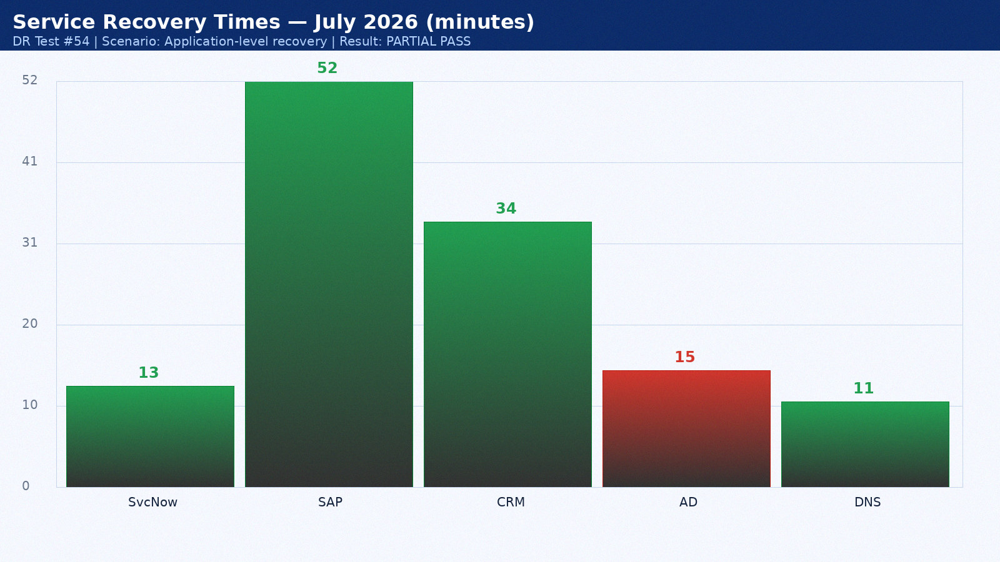 Service Recovery Times — July 2026 (minutes)
DR Test #54 | Scenario: Application-level recovery | Result: PARTIAL PASS
52
41
31
20
10
0
13
52
34
15
11
SvcNow
SAP
CRM
AD
DNS